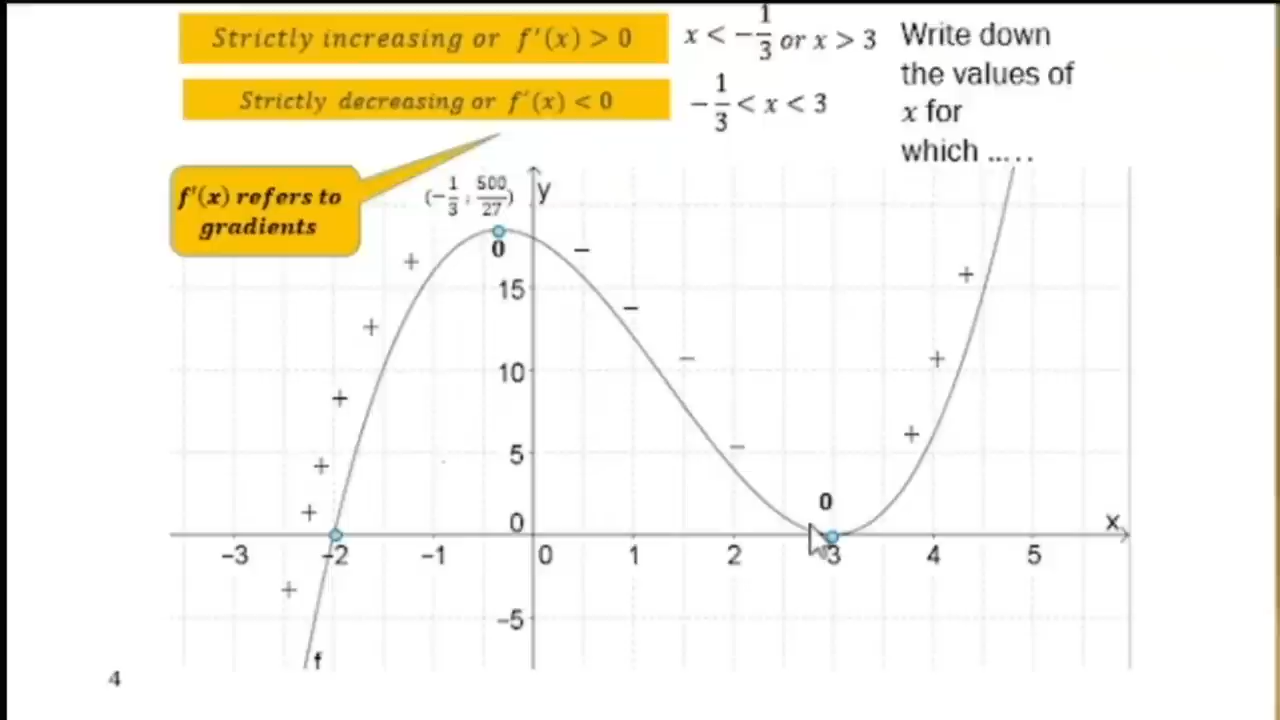 Strictly increasing or f'(x) > 0
x < -1/3 or x > 3
Strictly decreasing or f'(x) < 0
-1/3 < x < 3
Write down
the values of
x for
which .....
f'(x) refers to
gradients
(-1/3 ; 500/27)
y
0
+ + + + + + +
− − − −
+ + +
15
10
5
0
0
x
-3 -2 -1 0 1 2 3 4 5
-5
f
4